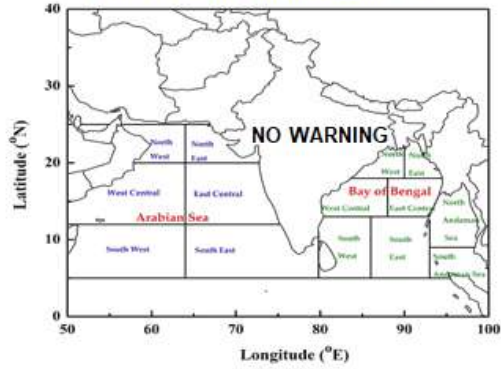 40
30
20
10
0
Latitude (°N)
NO WARNING
North
West
North
East
North
West
North
East
West Central
East Central
Arabian Sea
Bay of Bengal
West Central
East Central
North
Andaman
Sea
South West
South East
South
West
South
East
South
Andaman Sea
50
60
70
80
90
100
Longitude (°E)